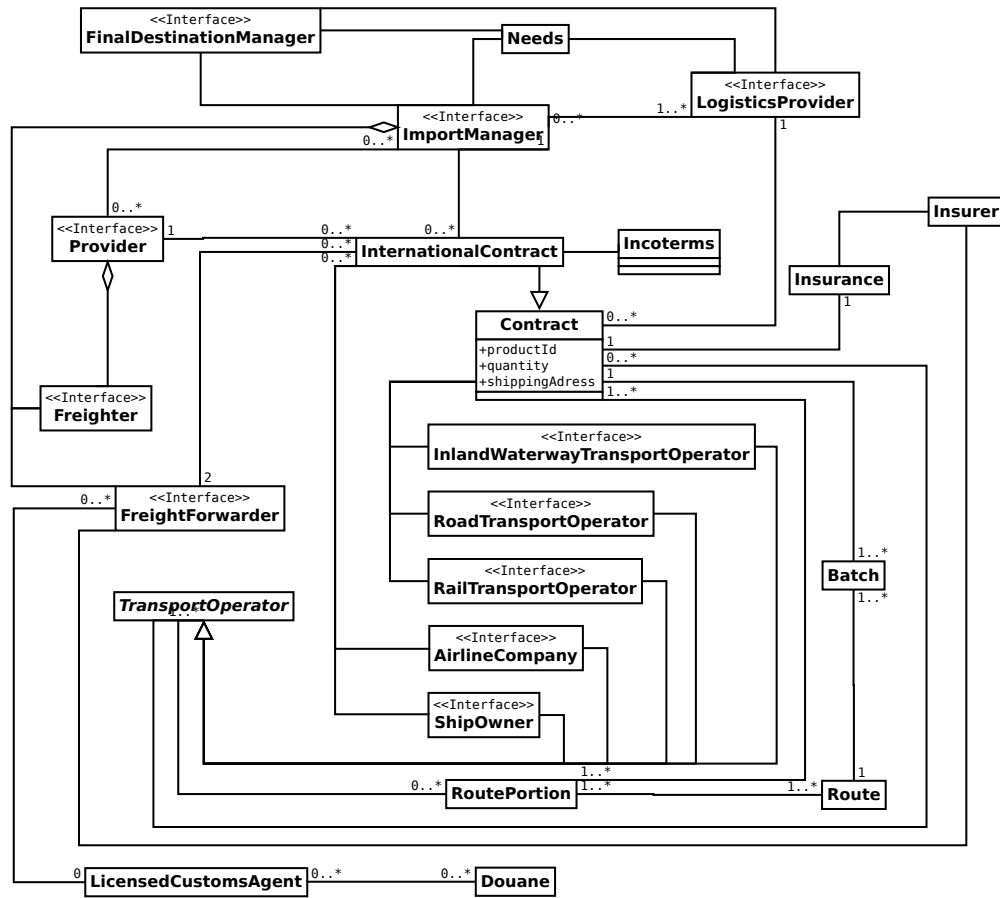 <<Interface>>
FinalDestinationManager
Needs
<<Interface>>
LogisticsProvider
1..*
1
<<Interface>>
ImportManager
0..*
0..*
1
0..*
<<Interface>>
Provider
1
0..*
0..*
0..*
0..*
InternationalContract
Incoterms
Insurer
Insurance
1
Contract
+productId
+quantity
+shippingAdress
0..*
1
0..*
1
1..*
<<Interface>>
Freighter
<<Interface>>
InlandWaterwayTransportOperator
2
0..*
<<Interface>>
FreightForwarder
<<Interface>>
RoadTransportOperator
<<Interface>>
RailTransportOperator
1..*
Batch
1..*
TransportOperator
1..*
<<Interface>>
AirlineCompany
<<Interface>>
ShipOwner
1..*
0..*
RoutePortion
1..*
1..*
1
Route
0
LicensedCustomsAgent
0..*
0..*
Douane